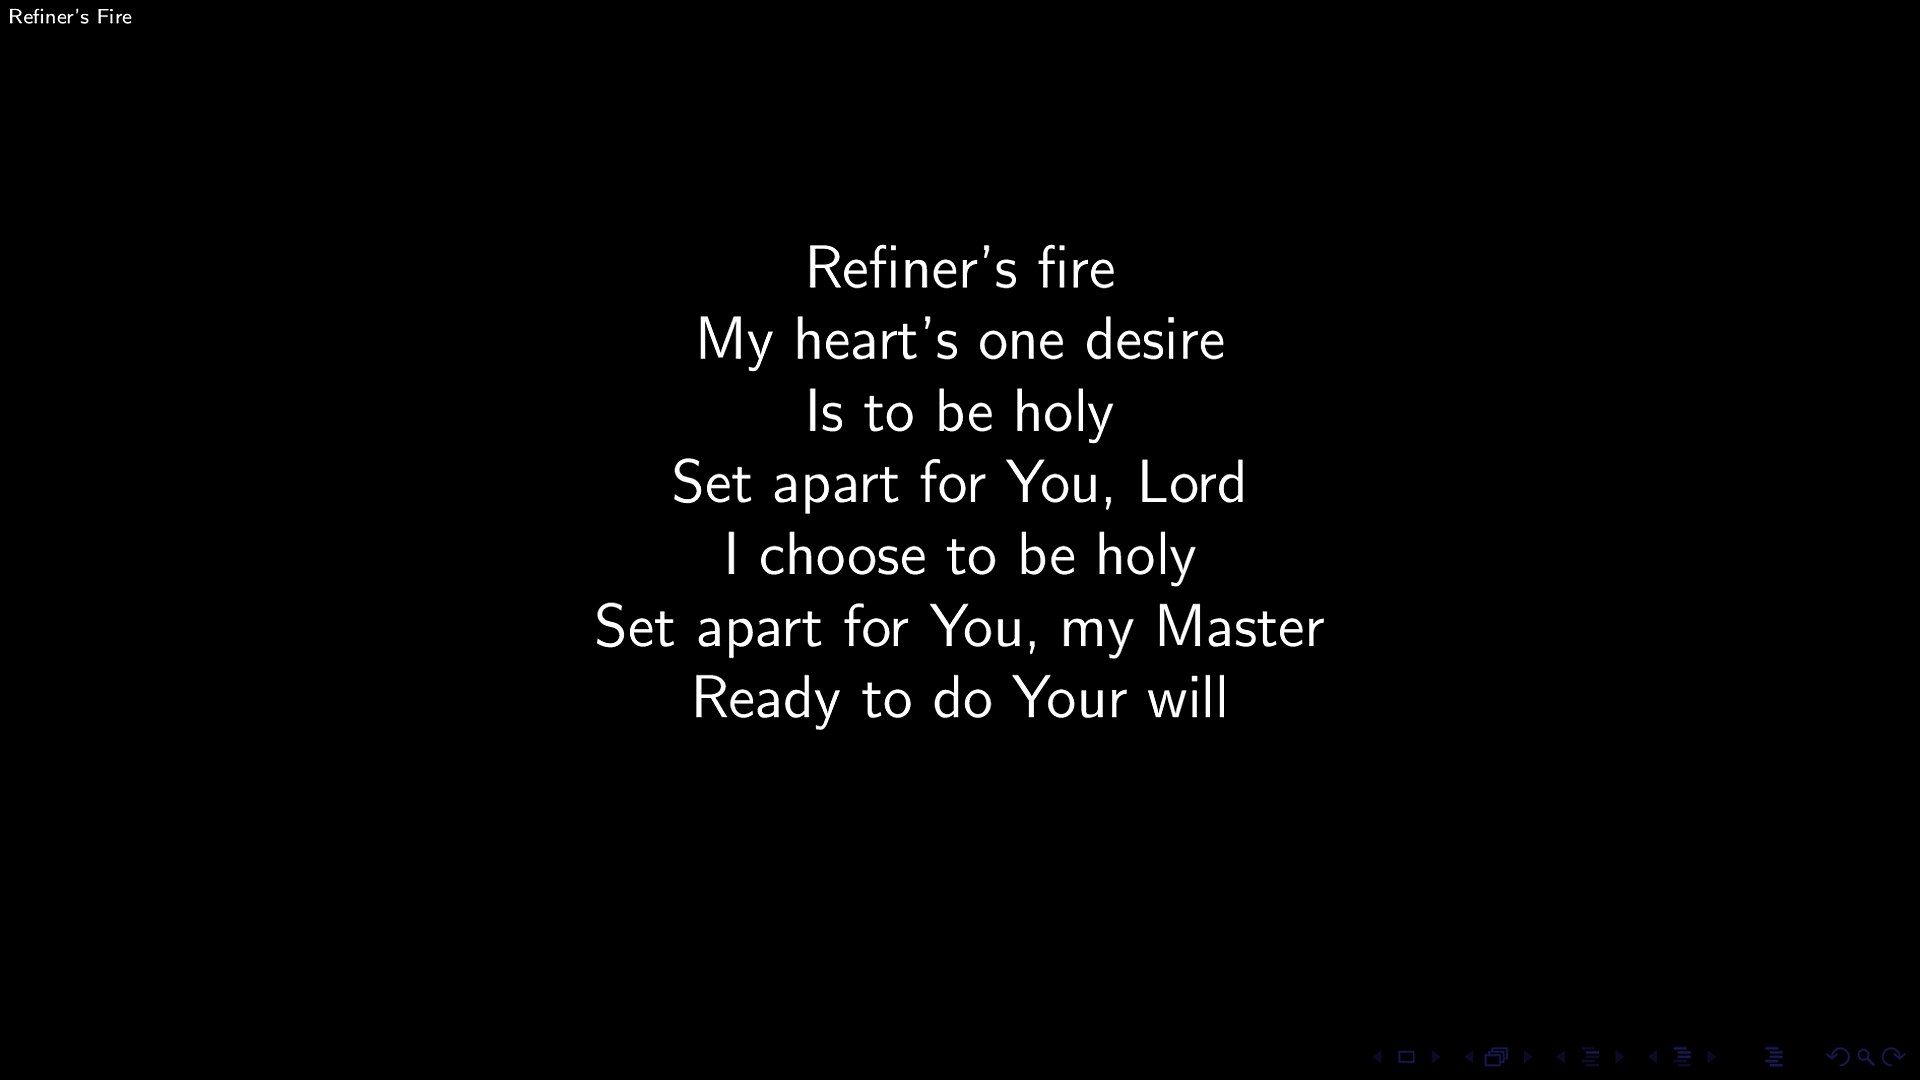 Refiner's Fire
Refiner's fire
My heart's one desire
Is to be holy
Set apart for You, Lord
I choose to be holy
Set apart for You, my Master
Ready to do Your will